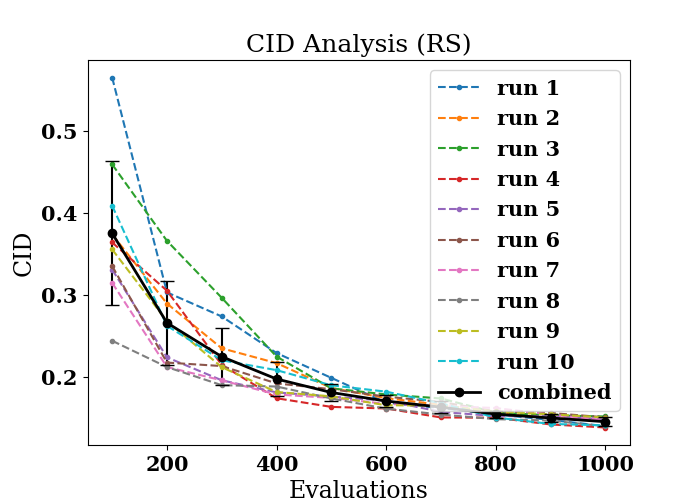 CID Analysis (RS)
CID
0.5
0.4
0.3
0.2
run 1
run 2
run 3
run 4
run 5
run 6
run 7
run 8
run 9
run 10
combined
200 400 600 800 1000
Evaluations